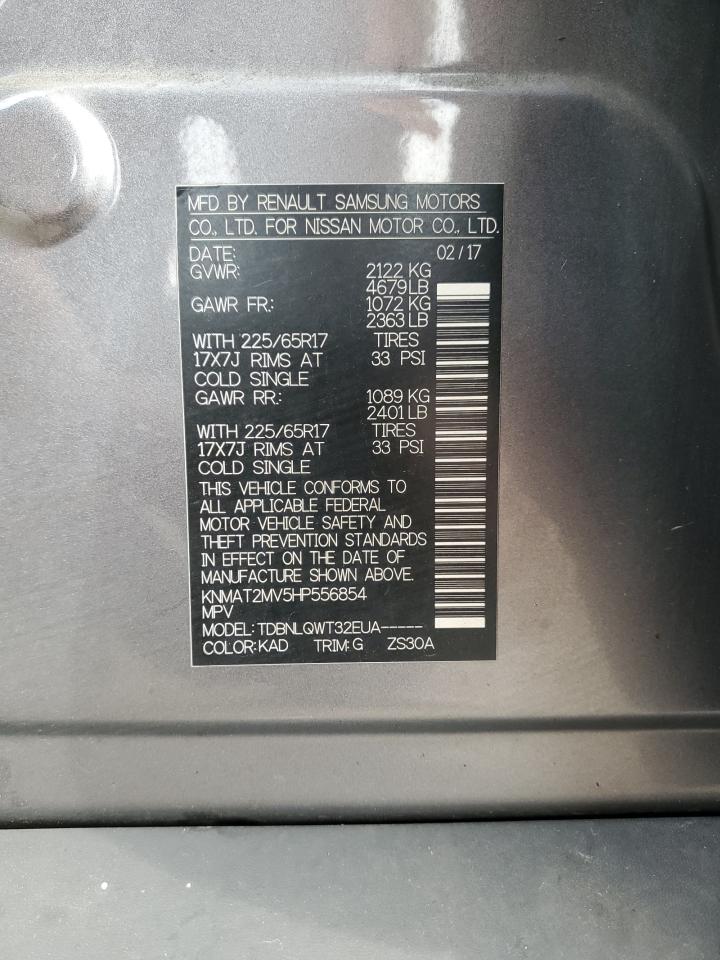 MFD BY RENAULT SAMSUNG MOTORS
CO., LTD. FOR NISSAN MOTOR CO., LTD.
DATE: 02/17
GVWR: 2122 KG
4679LB
GAWR FR.: 1072 KG
2363 LB
WITH 225/65R17 TIRES
17X7J RIMS AT 33 PSI
COLD SINGLE
GAWR RR.: 1089 KG
2401 LB
WITH 225/65R17 TIRES
17X7J RIMS AT 33 PSI
COLD SINGLE
THIS VEHICLE CONFORMS TO
ALL APPLICABLE FEDERAL
MOTOR VEHICLE SAFETY AND
THEFT PREVENTION STANDARDS
IN EFFECT ON THE DATE OF
MANUFACTURE SHOWN ABOVE.
KNMAT2MV5HP556854
MPV
MODEL: TDBNLQWT32EUA-----
COLOR:KAD TRIM:G ZS30A